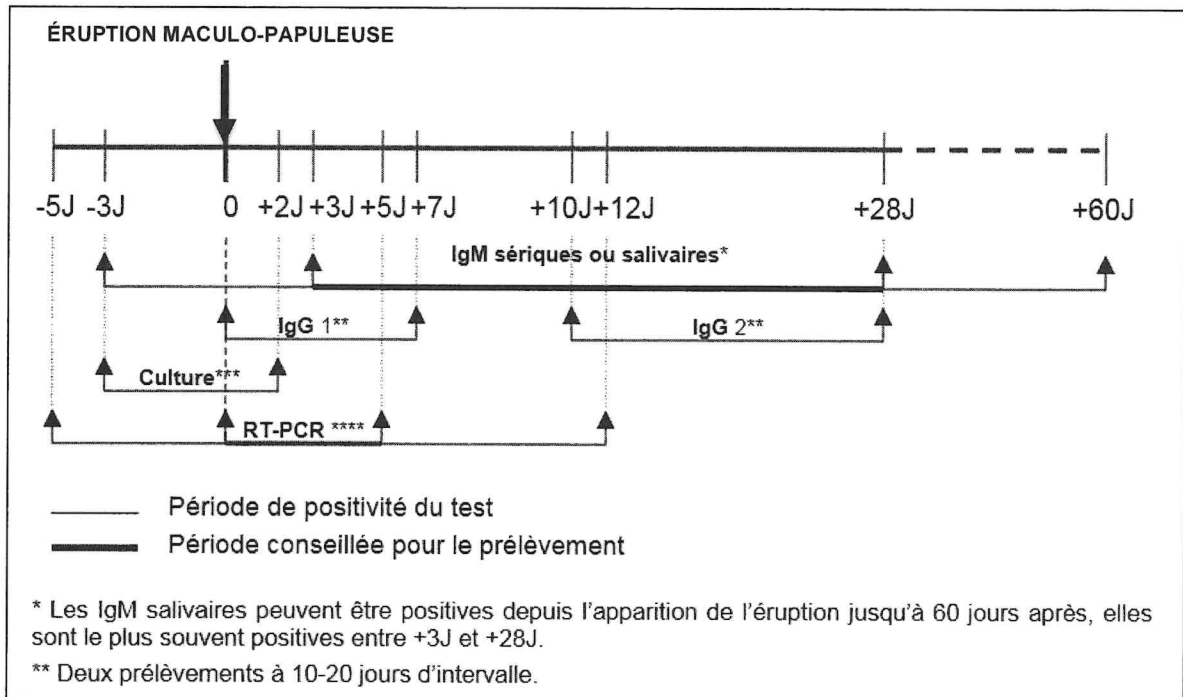 ÉRUPTION MACULO-PAPULEUSE
-5J -3J 0 +2J +3J +5J +7J +10J +12J +28J +60J
IgM sériques ou salivaires*
IgG 1** IgG 2**
Culture***
RT-PCR ****
Période de positivité du test
Période conseillée pour le prélèvement
* Les IgM salivaires peuvent être positives depuis l'apparition de l'éruption jusqu'à 60 jours après, elles
sont le plus souvent positives entre +3J et +28J.
** Deux prélèvements à 10-20 jours d'intervalle.